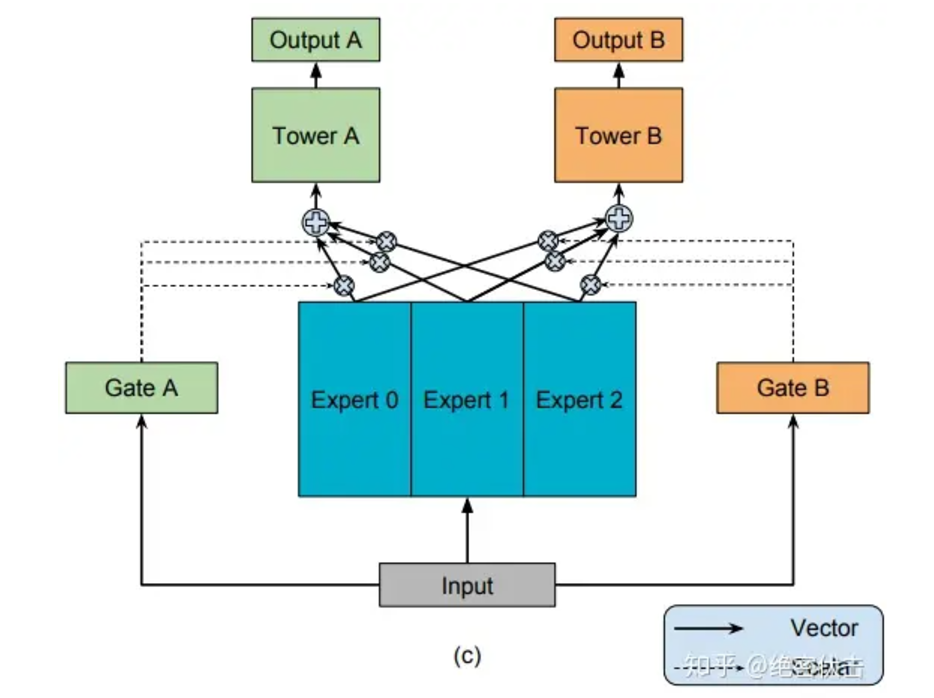 Output A
Output B
Tower A
Tower B
Gate A
Expert 0
Expert 1
Expert 2
Gate B
Input
(c)
Vector
知乎 @绝密伏击